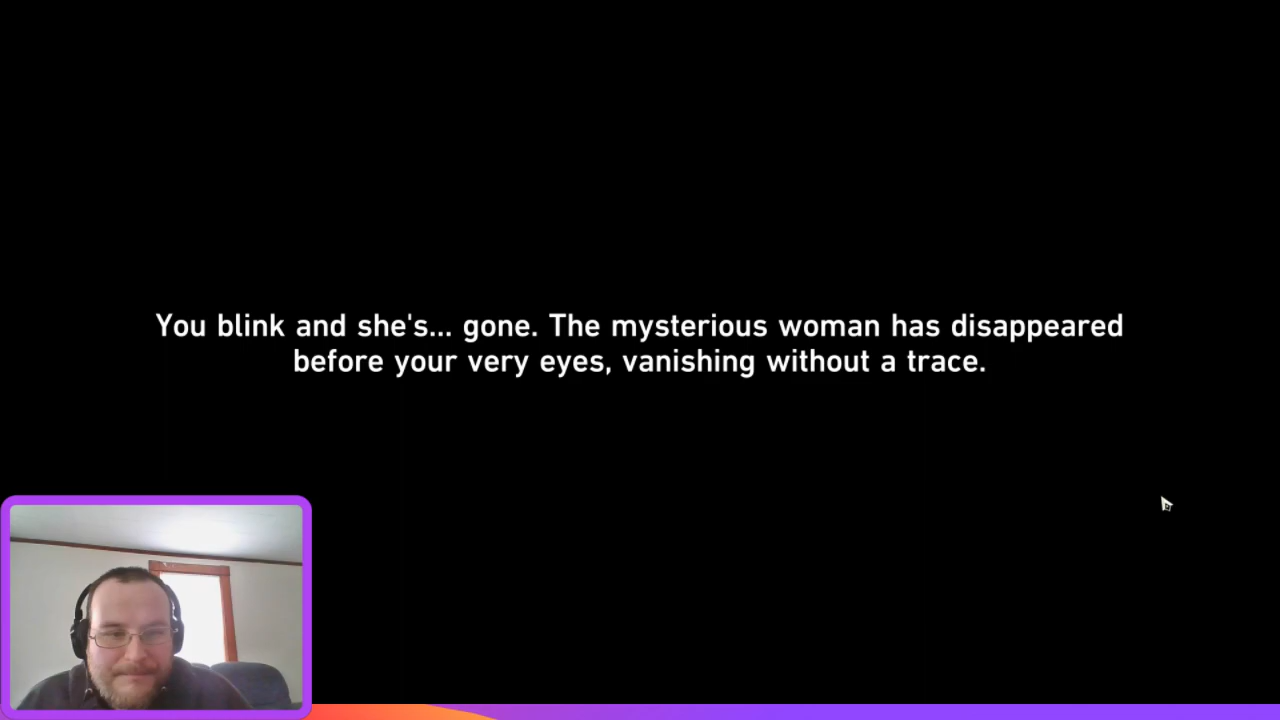 You blink and she's... gone. The mysterious woman has disappeared
before your very eyes, vanishing without a trace.